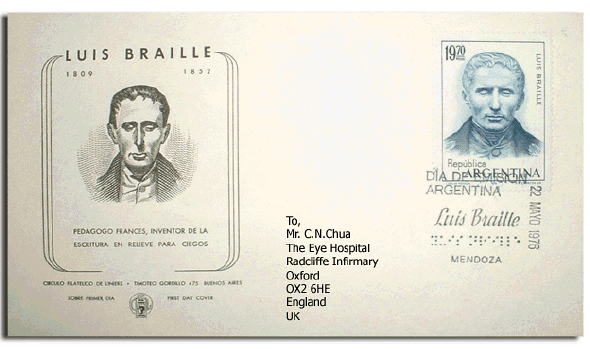 LUIS BRAILLE
1809 1852
PEDAGOGO FRANCES, INVENTOR DE LA
ESCRITURA EN RELIEVE PARA CIEGOS
CIRCULO FILATELICO DE LINIERS • TIMOTEO GORDILLO 475 BUENOS AIRES
SOBRE PRIMER DIA FIRST DAY COVER
19,70
LUIS BRAILLE
República
ARGENTINA
DIA DE EMISION
ARGENTINA
22 MAYO 1976
Luis Braille
MENDOZA
To,
Mr. C.N.Chua
The Eye Hospital
Radcliffe Infirmary
Oxford
OX2 6HE
England
UK